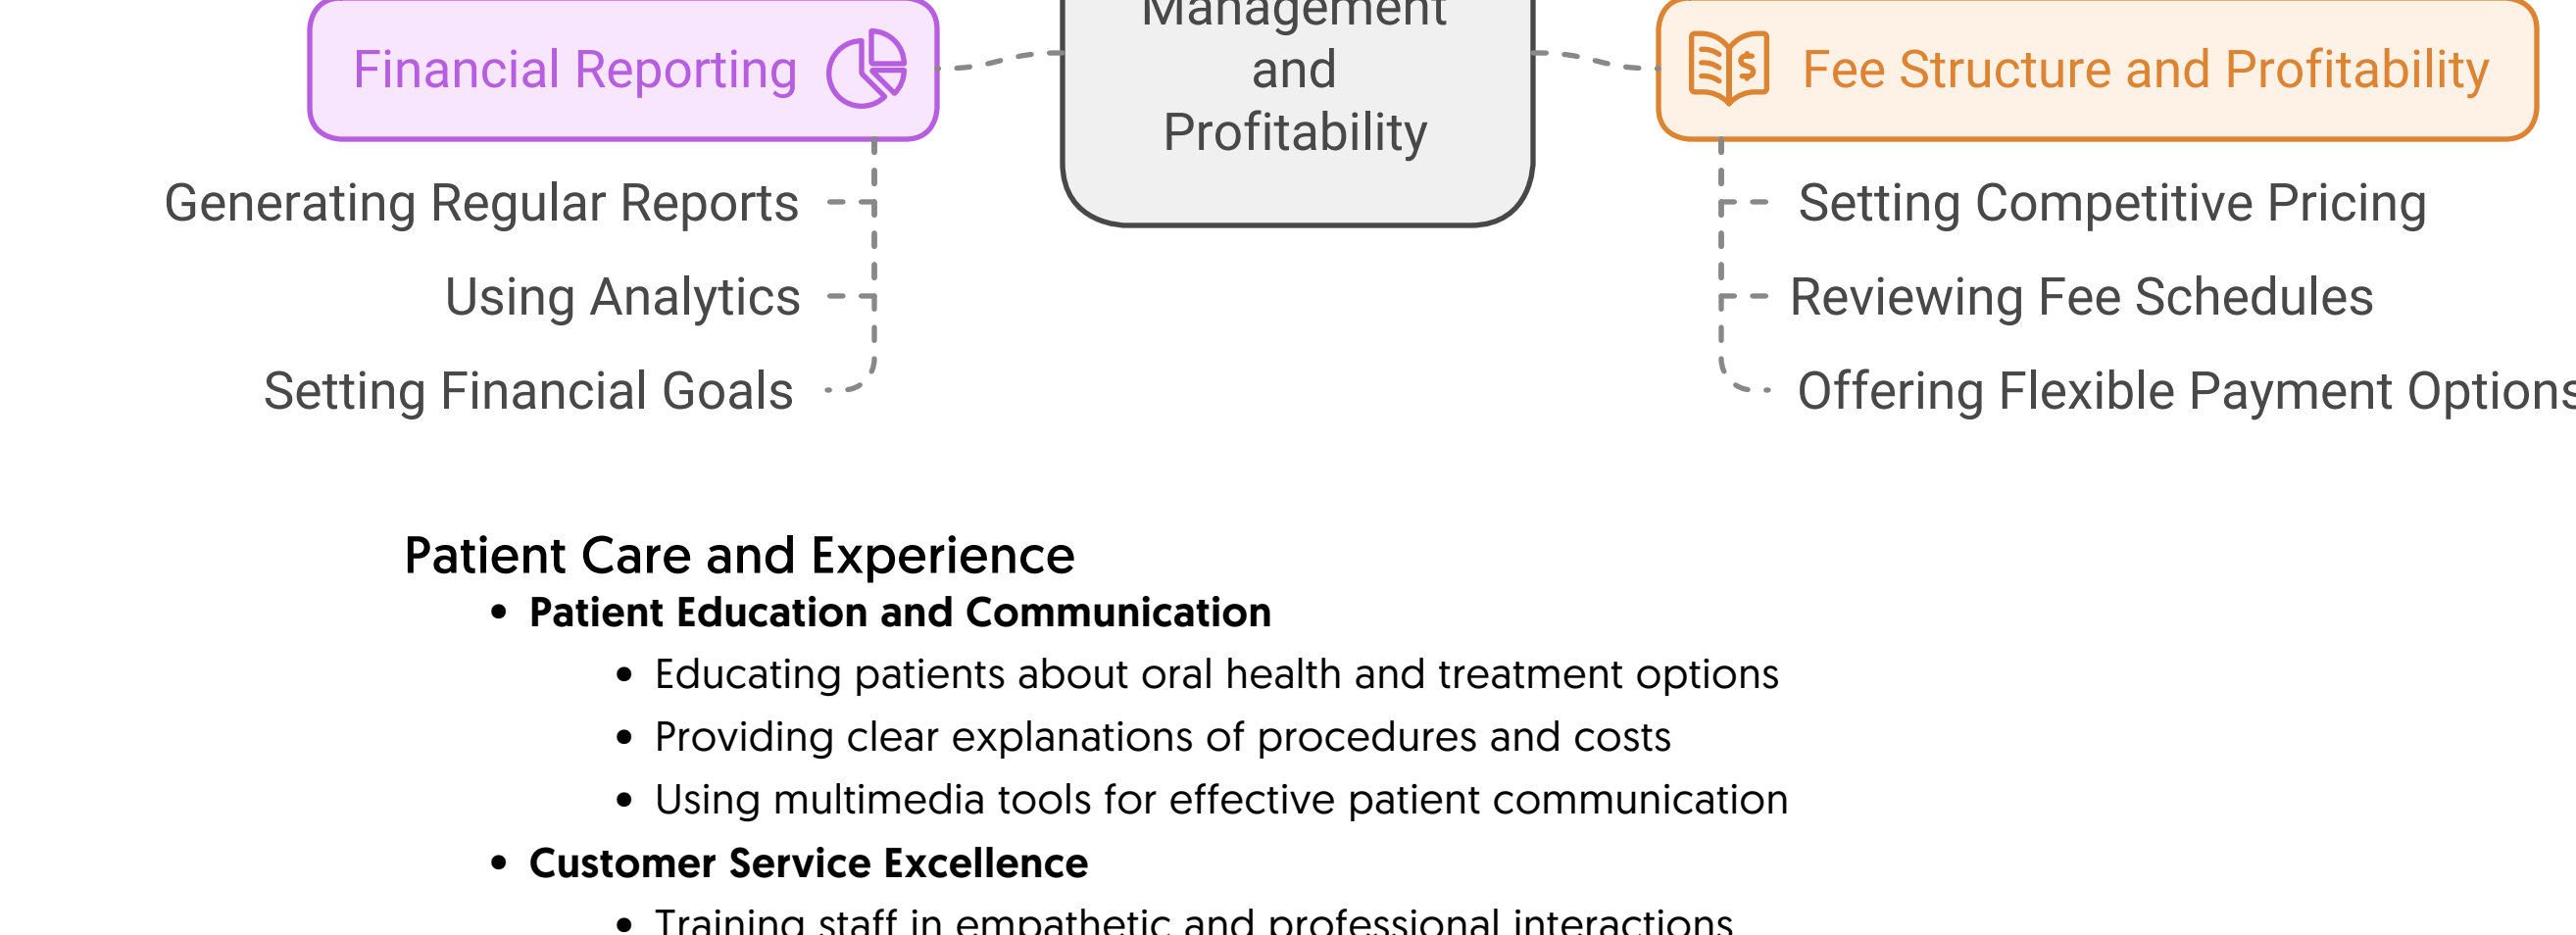 Management
and
Profitability
Financial Reporting
Generating Regular Reports
Using Analytics
Setting Financial Goals
$
Fee Structure and Profitability
Setting Competitive Pricing
Reviewing Fee Schedules
Offering Flexible Payment Options
Patient Care and Experience
• Patient Education and Communication
• Educating patients about oral health and treatment options
• Providing clear explanations of procedures and costs
• Using multimedia tools for effective patient communication
• Customer Service Excellence
• Training staff in empathetic and professional interactions